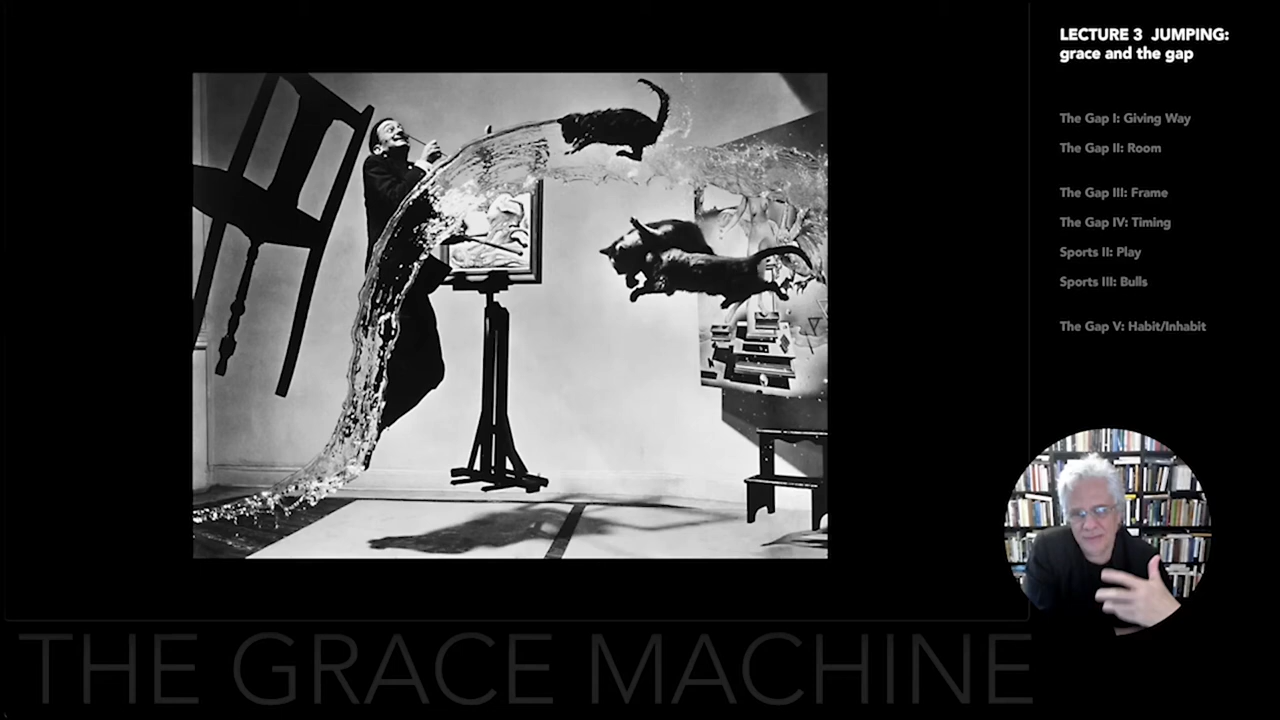 LECTURE 3 JUMPING:
grace and the gap
The Gap I: Giving Way
The Gap II: Room
The Gap III: Frame
The Gap IV: Timing
Sports II: Play
Sports III: Bulls
The Gap V: Habit/Inhabit
THE GRACE MACHINE